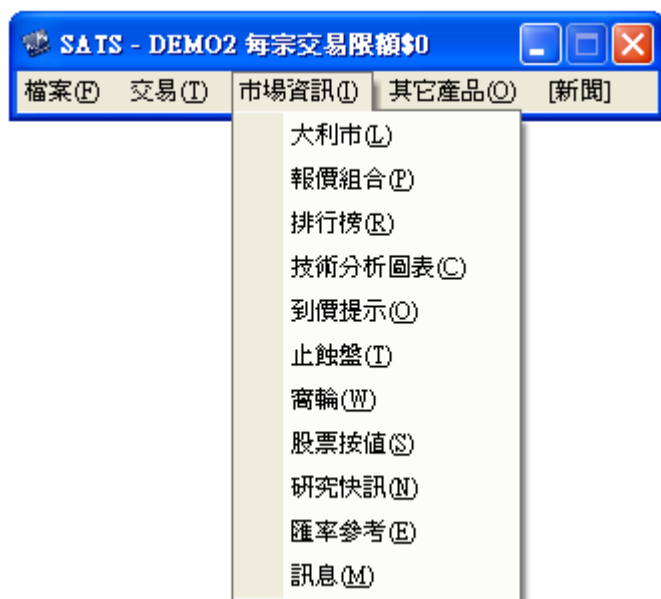 SATS - DEMO2 每宗交易限額$0
檔案(F) 交易(T) 市場資訊(I) 其它產品(O) [新聞]
大利市(L)
報價組合(P)
排行榜(R)
技術分析圖表(C)
到價提示(O)
止蝕盤(T)
窩輪(W)
股票按值(S)
研究快訊(N)
匯率參考(E)
訊息(M)